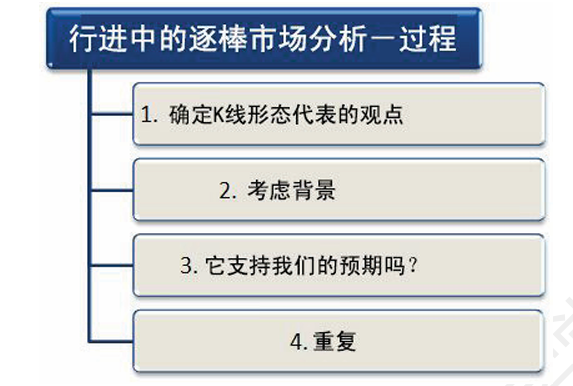 行进中的逐棒市场分析－过程
1. 确定K线形态代表的观点
2. 考虑背景
3. 它支持我们的预期吗？
4. 重复